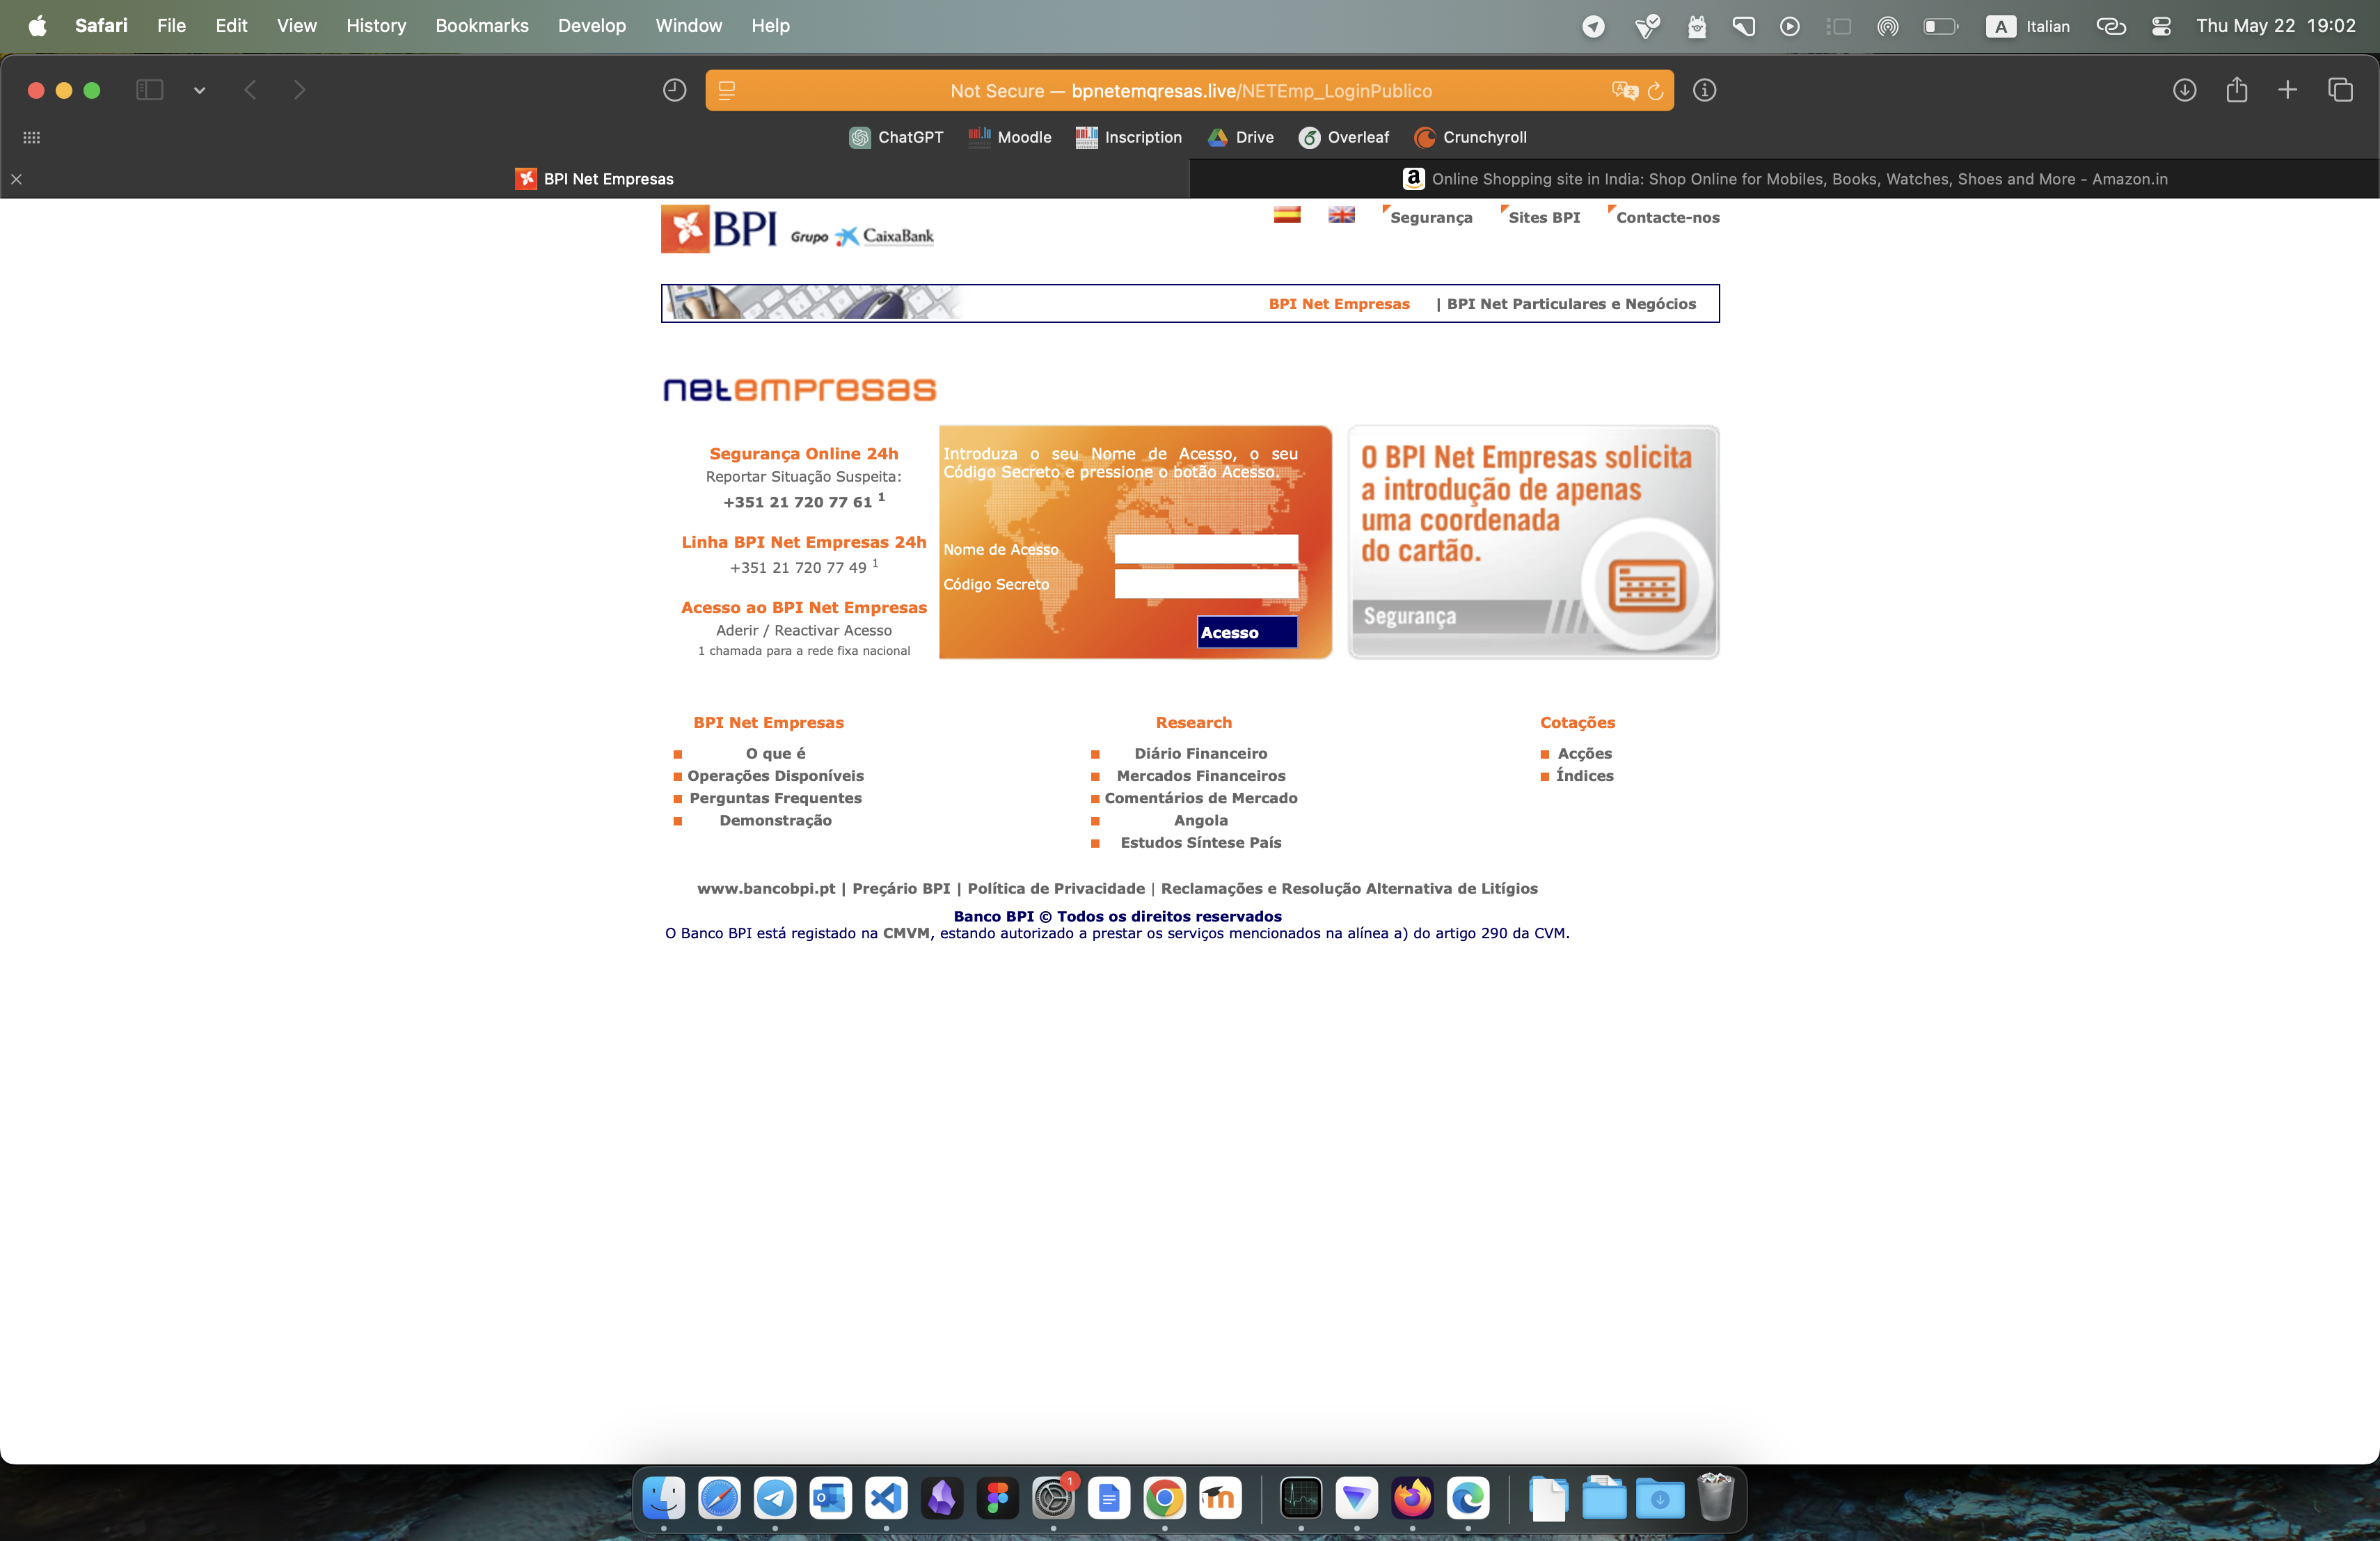 Safari File Edit View History Bookmarks Develop Window Help
A Italian Thu May 22 19:02
Not Secure — bpnetemqresas.live/NETEmp_LoginPublico
ChatGPT Moodle Inscription Drive Overleaf Crunchyroll
BPI Net Empresas
Online Shopping site in India: Shop Online for Mobiles, Books, Watches, Shoes and More - Amazon.in
BPI Grupo CaixaBank
Segurança Sites BPI Contacte-nos
BPI Net Empresas | BPI Net Particulares e Negócios
netempresas
Segurança Online 24h
Reportar Situação Suspeita:
+351 21 720 77 61 1
Linha BPI Net Empresas 24h
+351 21 720 77 49 1
Acesso ao BPI Net Empresas
Aderir / Reactivar Acesso
1 chamada para a rede fixa nacional
Introduza o seu Nome de Acesso, o seu
Código Secreto e pressione o botão Acesso.
Nome de Acesso
Código Secreto
Acesso
O BPI Net Empresas solicita
a introdução de apenas
uma coordenada
do cartão.
Segurança
BPI Net Empresas
O que é
Operações Disponíveis
Perguntas Frequentes
Demonstração
Research
Diário Financeiro
Mercados Financeiros
Comentários de Mercado
Angola
Estudos Síntese País
Cotações
Acções
Índices
www.bancobpi.pt | Preçário BPI | Política de Privacidade | Reclamações e Resolução Alternativa de Litígios
Banco BPI © Todos os direitos reservados
O Banco BPI está registado na CMVM, estando autorizado a prestar os serviços mencionados na alínea a) do artigo 290 da CVM.
1